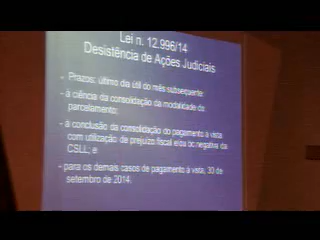 Lei n. 12.996/14
Desistência de Ações Judiciais
- Prazos: último dia útil do mês subsequente:
- à ciência da consolidação da modalidade de
parcelamento;
- a conclusão da consolidação do pagamento à vista
com utilização de prejuízo fiscal e/ou bc negativa da
CSLL; e
- para os demais casos de pagamento à vista, 30 de
setembro de 2014;